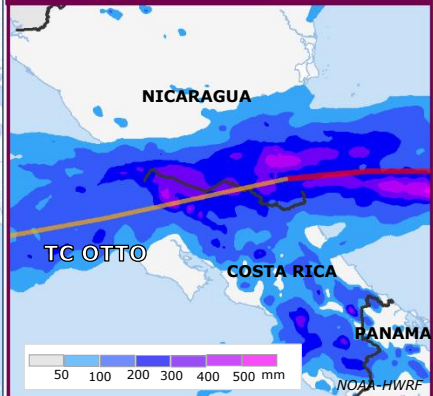 NICARAGUA
TC OTTO
COSTA RICA
PANAMA
50 100 200 300 400 500 mm
NOAA-HWRF